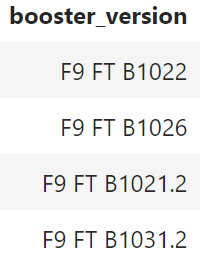 booster_version
F9 FT B1022
F9 FT B1026
F9 FT B1021.2
F9 FT B1031.2